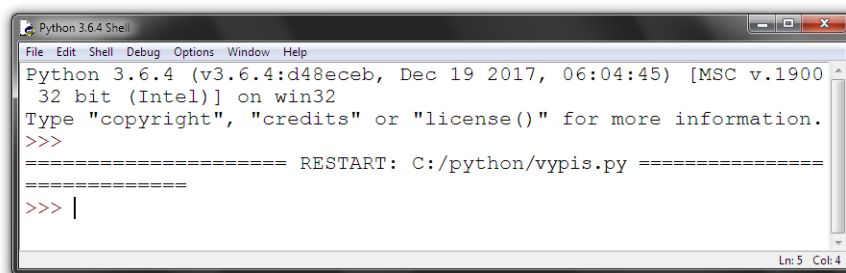 Python 3.6.4 Shell
File Edit Shell Debug Options Window Help
Python 3.6.4 (v3.6.4:d48eceb, Dec 19 2017, 06:04:45) [MSC v.1900
 32 bit (Intel)] on win32
Type "copyright", "credits" or "license()" for more information.
>>>
===================== RESTART: C:/python/vypis.py ===============
=============
>>>
Ln: 5 Col: 4